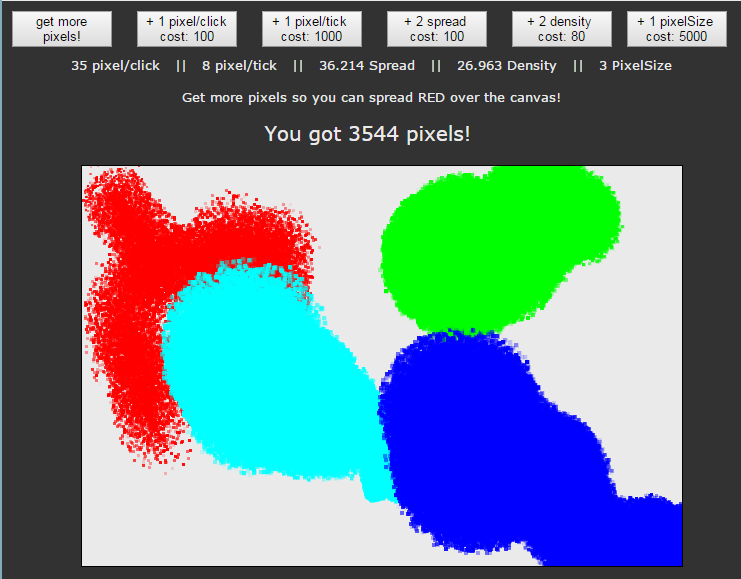 get more
pixels!
+ 1 pixel/click
cost: 100
+ 1 pixel/tick
cost: 1000
+ 2 spread
cost: 100
+ 2 density
cost: 80
+ 1 pixelSize
cost: 5000
35 pixel/click || 8 pixel/tick || 36.214 Spread || 26.963 Density || 3 PixelSize
Get more pixels so you can spread RED over the canvas!
You got 3544 pixels!